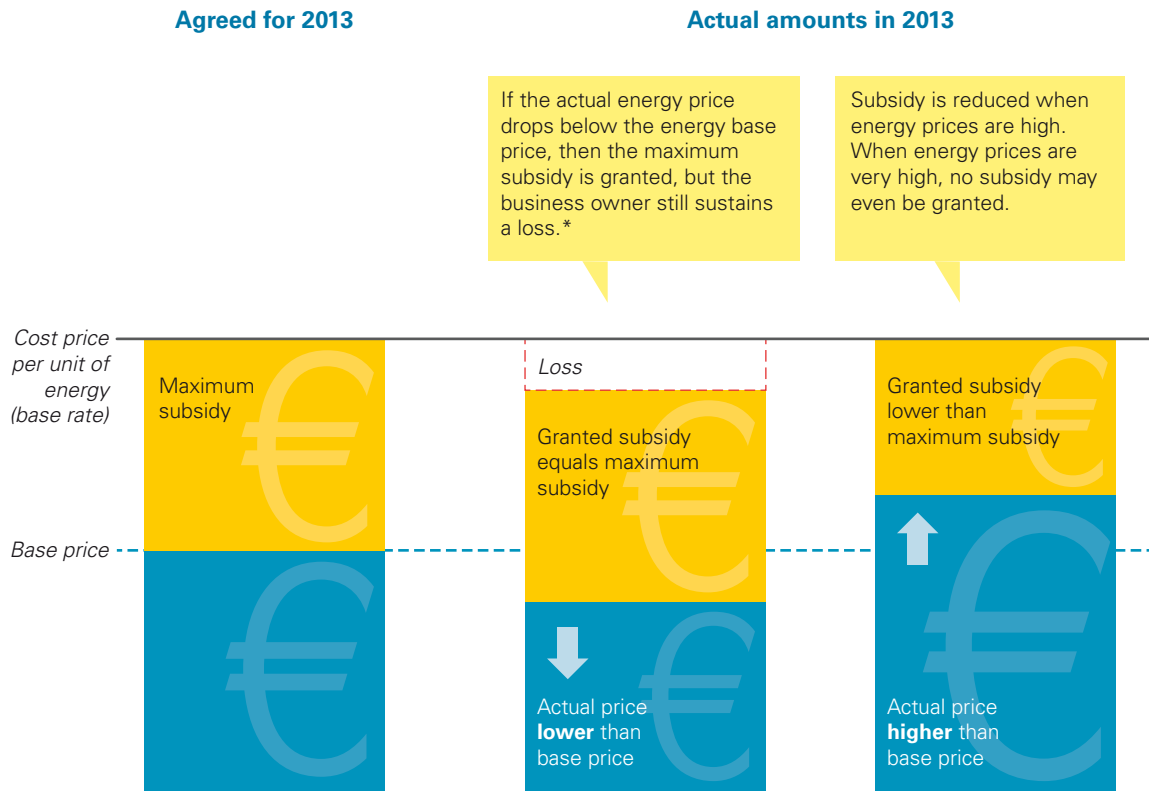 Agreed for 2013
Actual amounts in 2013
If the actual energy price
drops below the energy base
price, then the maximum
subsidy is granted, but the
business owner still sustains
a loss.*
Subsidy is reduced when
energy prices are high.
When energy prices are
very high, no subsidy may
even be granted.
Cost price
per unit of
energy
(base rate)
Maximum
subsidy
€
Loss
Granted subsidy
equals maximum
subsidy
€
Granted subsidy
lower than
maximum subsidy
€
Base price
€
Actual price
lower than
base price
€
Actual price
higher than
base price
€